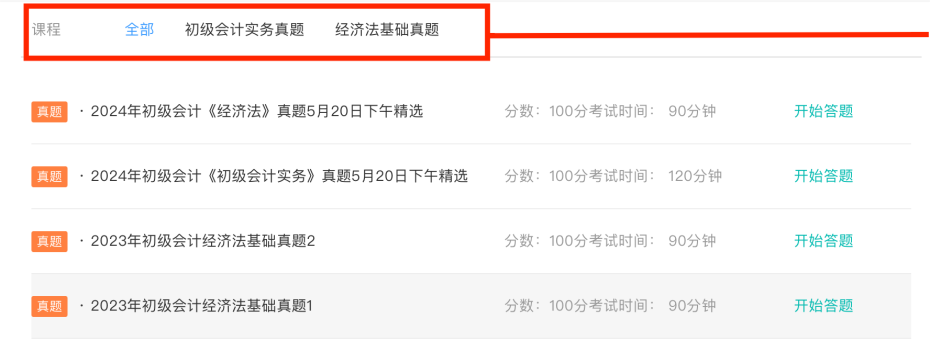 课程 全部 初级会计实务真题 经济法基础真题
真题 · 2024年初级会计《经济法》真题5月20日下午精选 分数：100分考试时间： 90分钟 开始答题
真题 · 2024年初级会计《初级会计实务》真题5月20日下午精选 分数：100分考试时间： 120分钟 开始答题
真题 · 2023年初级会计经济法基础真题2 分数：100分考试时间： 90分钟 开始答题
真题 · 2023年初级会计经济法基础真题1 分数：100分考试时间： 90分钟 开始答题